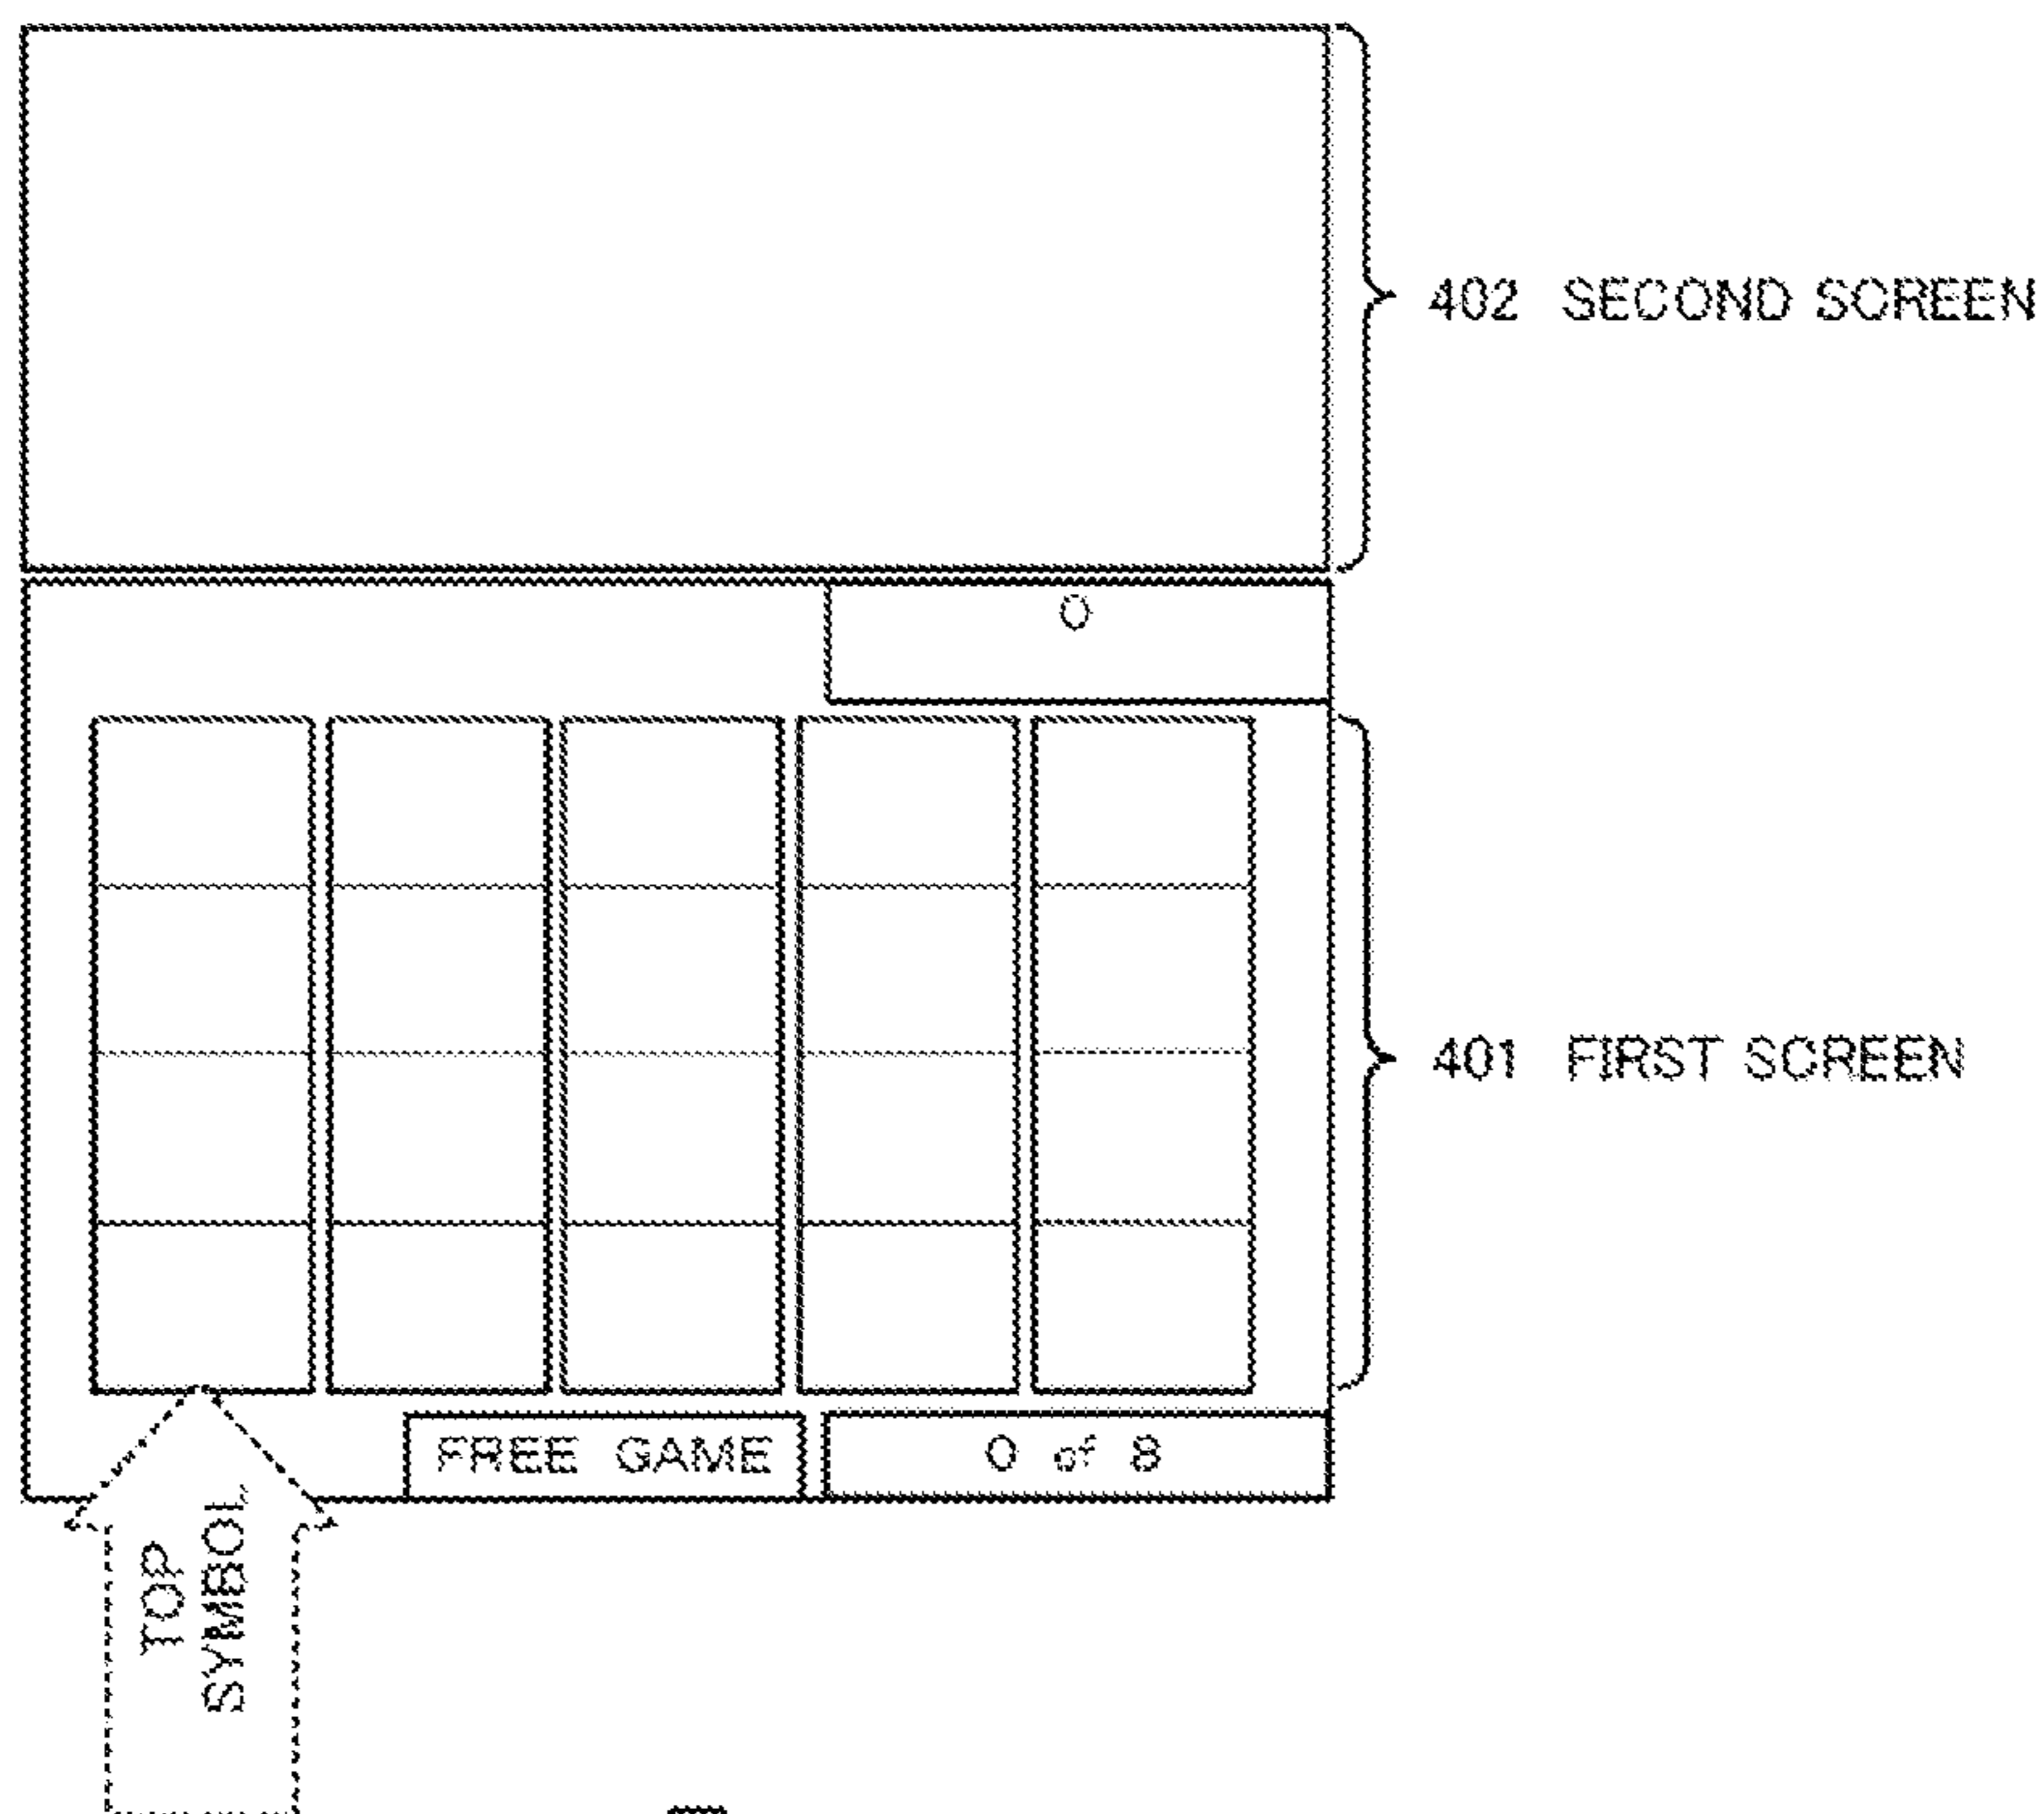 402 SECOND SCREEN
0
401 FIRST SCREEN
FREE GAME
0 of 8
TOP
SYMBOL